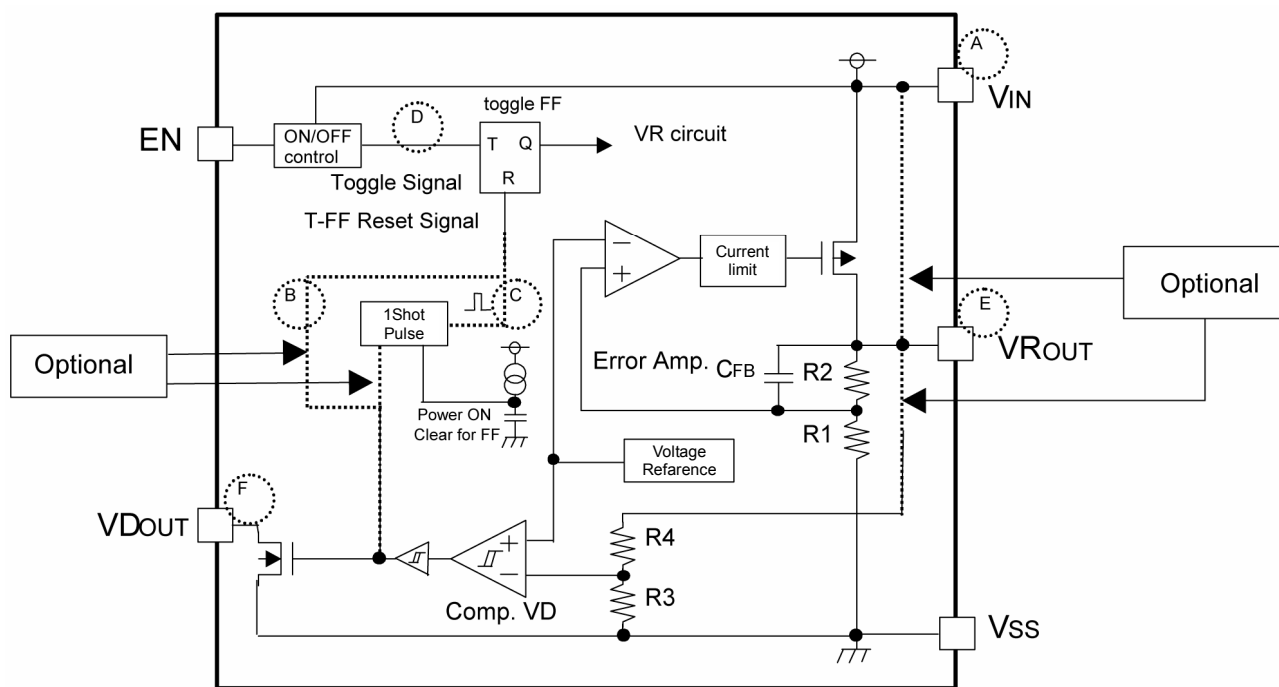 A
VIN
EN
ON/OFF
control
D
toggle FF
T Q
R
VR circuit
Toggle Signal
T-FF Reset Signal
−
+
Current
limit
Optional
B
C
1Shot
Pulse
E
VROUT
Optional
Error Amp.
CFB
R2
R1
Power ON
Clear for FF
Voltage
Refarence
F
VDOUT
+
−
R4
R3
Comp. VD
VSS